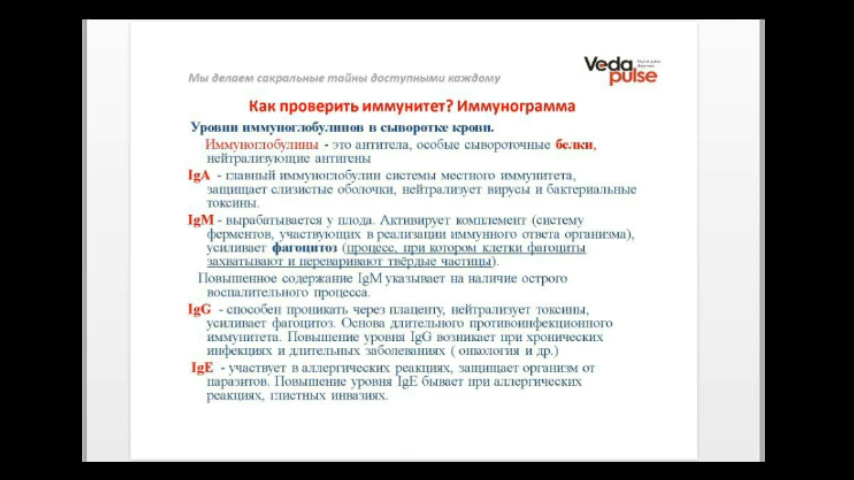 Мы делаем сакральные тайны доступными каждому
Veda
pulse
Как проверить иммунитет? Иммунограмма
Уровни иммуноглобулинов в сыворотке крови.
Иммуноглобулины - это антитела, особые сывороточные белки,
нейтрализующие антигены
IgA - главный иммуноглобулин системы местного иммунитета,
защищает слизистые оболочки, нейтрализует вирусы и бактериальные
токсины.
IgM - вырабатывается у плода. Активирует комплемент (систему
ферментов, участвующих в реализации иммунного ответа организма),
усиливает фагоцитоз (процесс, при котором клетки фагоциты
захватывают и переваривают твёрдые частицы).
Повышенное содержание IgM указывает на наличие острого
воспалительного процесса.
IgG - способен проникать через плаценту, нейтрализует токсины,
усиливает фагоцитоз. Основа длительного противоинфекционного
иммунитета. Повышение уровня IgG возникает при хронических
инфекциях и длительных заболеваниях ( онкология и др.)
IgE - участвует в аллергических реакциях, защищает организм от
паразитов. Повышение уровня IgE бывает при аллергических
реакциях, глистных инвазиях.